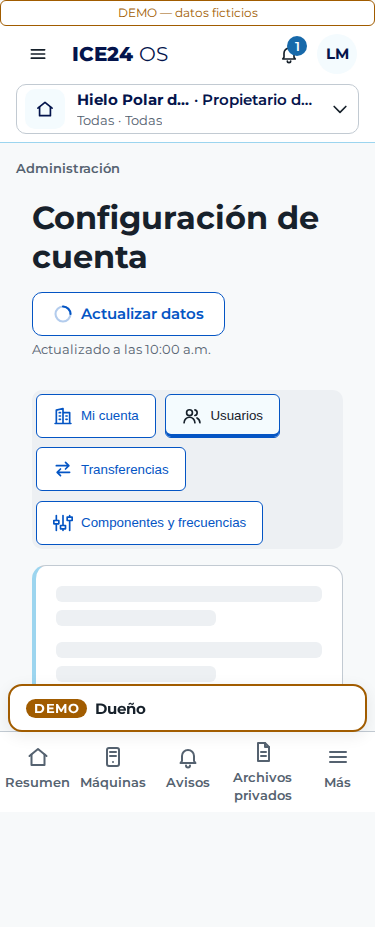 DEMO — datos ficticios
ICE24 OS
1
LM
Hielo Polar d... · Propietario d...
Todas · Todas
Administración
Configuración de
cuenta
Actualizar datos
Actualizado a las 10:00 a.m.
Mi cuenta
Usuarios
Transferencias
Componentes y frecuencias
DEMO Dueño
Resumen
Máquinas
Avisos
Archivos
privados
Más